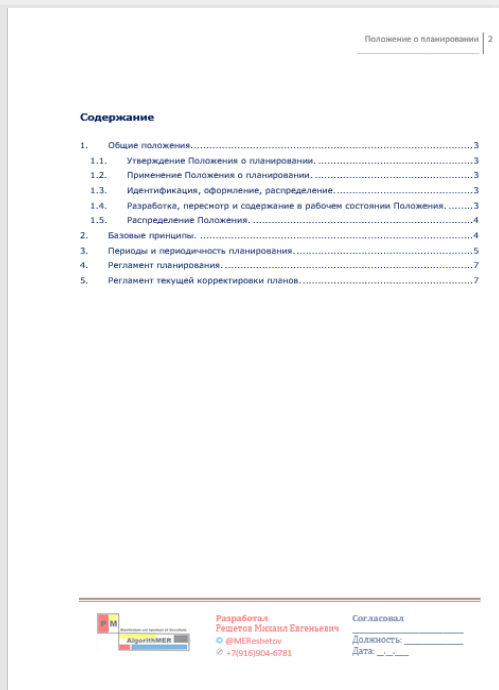 Положение о планировании 2
Содержание
1. Общие положения. 3
1.1. Утверждение Положения о планировании. 3
1.2. Применение Положения о планировании. 3
1.3. Идентификация, оформление, распределение. 3
1.4. Разработка, пересмотр и содержание в рабочем состоянии Положения. 3
1.5. Распределение Положения. 4
2. Базовые принципы. 4
3. Периоды и периодичность планирования. 5
4. Регламент планирования. 7
5. Регламент текущей корректировки планов. 7
P M
AlgorithMER
Разработал
Решетов Михаил Евгеньевич
@MEReshetov
+7(916)904-6781
Согласовал
Должность: ____________
Дата: __.__.____